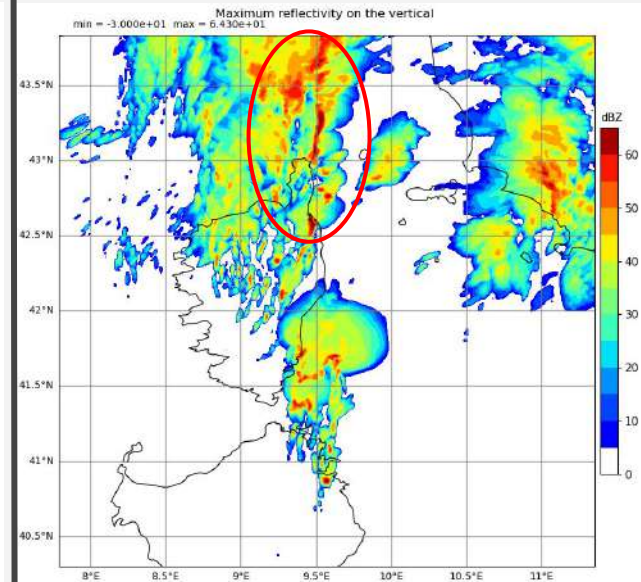 Maximum reflectivity on the vertical
min = -3.000e+01 max = 6.430e+01
43.5°N
43°N
42.5°N
42°N
41.5°N
41°N
40.5°N
8°E 8.5°E 9°E 9.5°E 10°E 10.5°E 11°E
dBZ
60
50
40
30
20
10
0